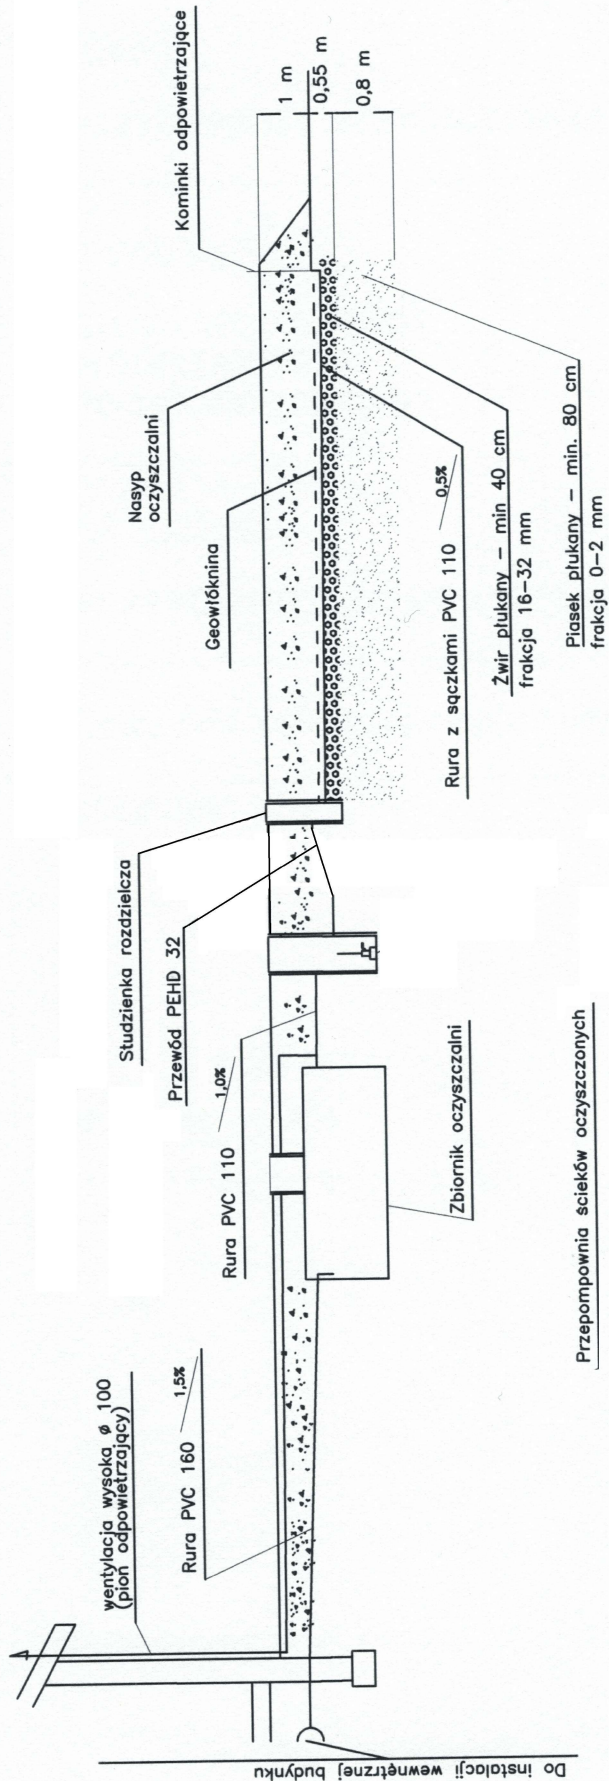 Do instalacji wewnętrznej budynku
wentylacja wysoka ø 100
(pion odpowietrzający)
Rura PVC 160
1,5%
Rura PVC 110
1,0%
Zbiornik oczyszczalni
Przepompownia ścieków oczyszczonych
Przewód PEHD 32
Studzienka rozdzielcza
Geowłóknina
Nasyp
oczyszczalni
Kominki odpowietrzające
1 m
0,55 m
0,8 m
Rura z sączkami PVC 110
0,5%
Żwir płukany – min 40 cm
frakcja 16–32 mm
Piasek płukany – min. 80 cm
frakcja 0–2 mm